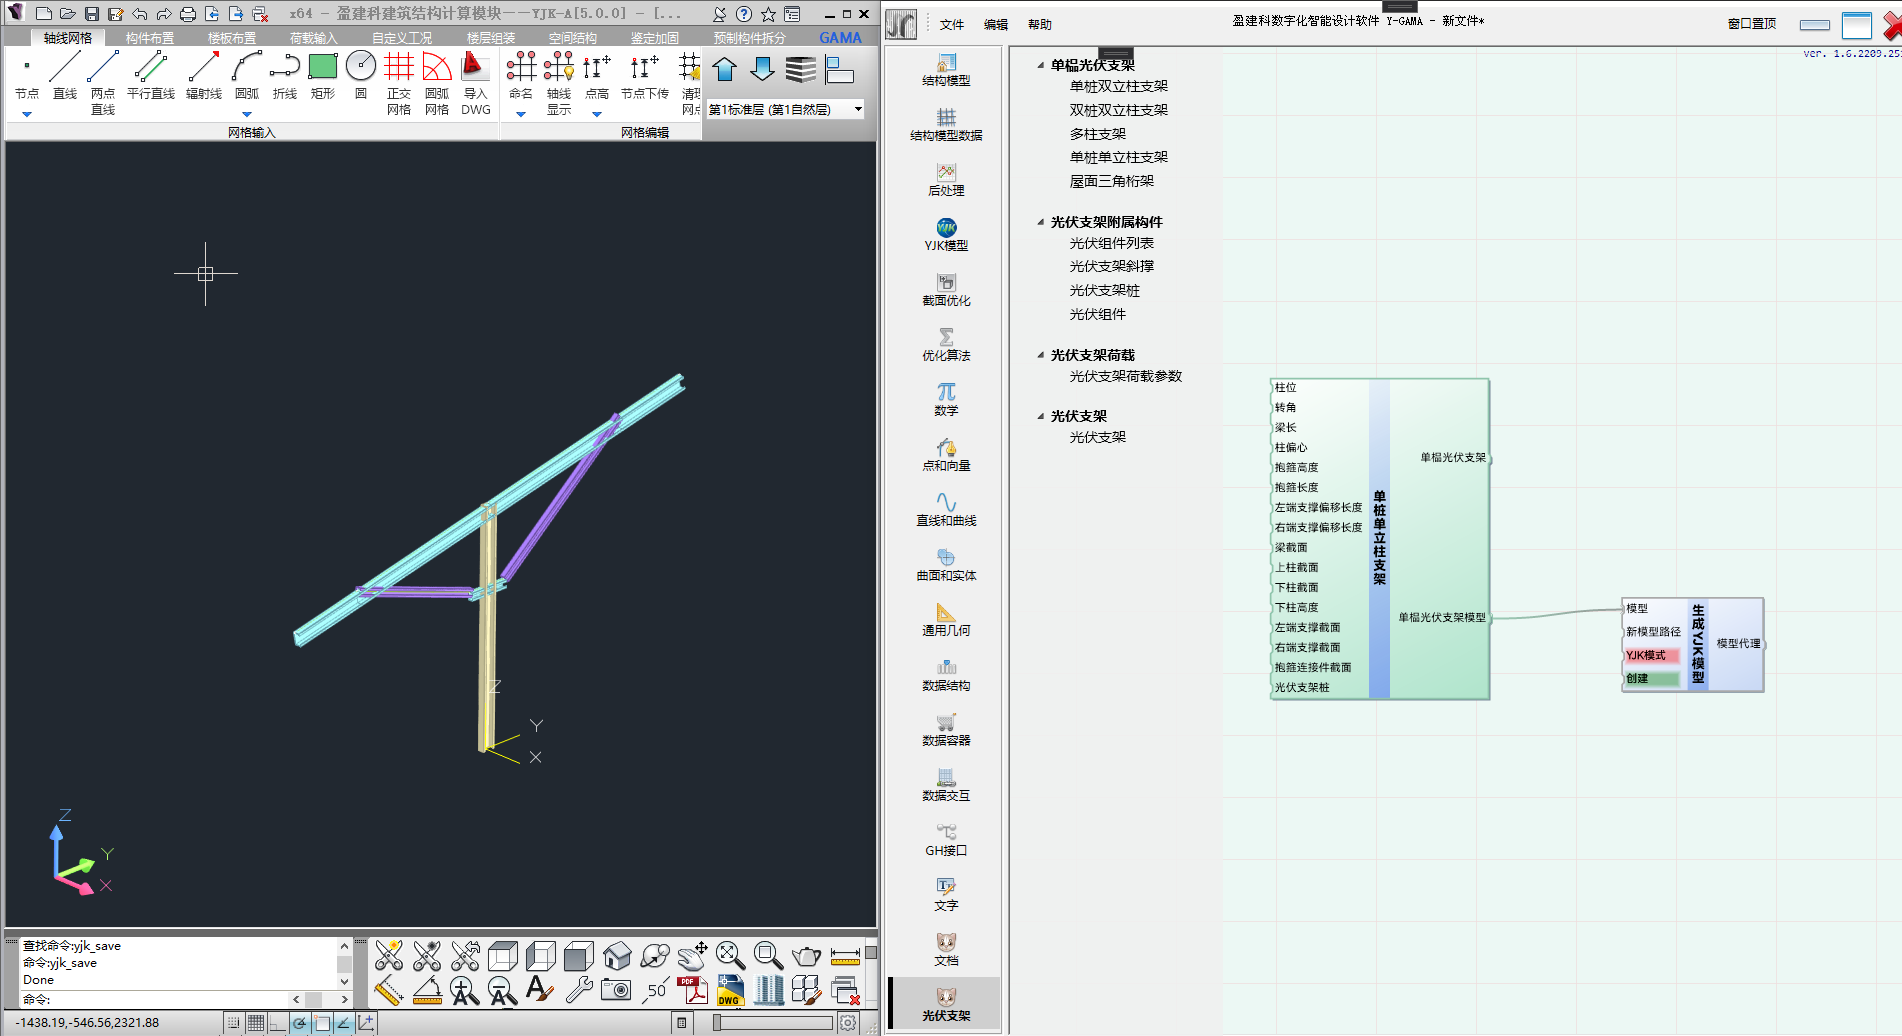 x64 - 盈建科建筑结构计算模块——YJK-A[5.0.0] - [...
轴线网格 构件布置 楼板布置 荷载输入 自定义工况 楼层组装 空间结构 鉴定加固 预制构件拆分 GAMA
节点 直线 两点直线 平行直线 辐射线 圆弧 折线 矩形 圆 正交网格 圆弧网格 导入DWG 命名 轴线显示 点高 节点下传
第1标准层 (第1自然层)
网格输入 网格编辑
Z
Y
X
Z
Y
X
查找命令:yjk_save
命令:yjk_save
Done
命令:
50
PDF
DWG
-1438.19,-546.56,2321.88
文件 编辑 帮助
盈建科数字化智能设计软件 Y-GAMA - 新文件*
窗口置顶
结构模型
结构模型数据
后处理
YJK
YJK模型
截面优化
优化算法
数学
点和向量
直线和曲线
曲面和实体
通用几何
数据结构
数据容器
数据交互
GH接口
文字
文档
光伏支架
单榀光伏支架
单桩双立柱支架
双桩双立柱支架
多柱支架
单桩单立柱支架
屋面三角桁架
光伏支架附属构件
光伏组件列表
光伏支架斜撑
光伏支架桩
光伏组件
光伏支架荷载
光伏支架荷载参数
光伏支架
光伏支架
柱位
转角
梁长
柱偏心
抱箍高度
抱箍长度
左端支撑偏移长度
右端支撑偏移长度
梁截面
上柱截面
下柱截面
下柱高度
左端支撑截面
右端支撑截面
抱箍连接件截面
光伏支架桩
单桩单立柱支架
单榀光伏支架
单榀光伏支架模型
模型
新模型路径
YJK模式
创建
生成YJK模型
模型代理